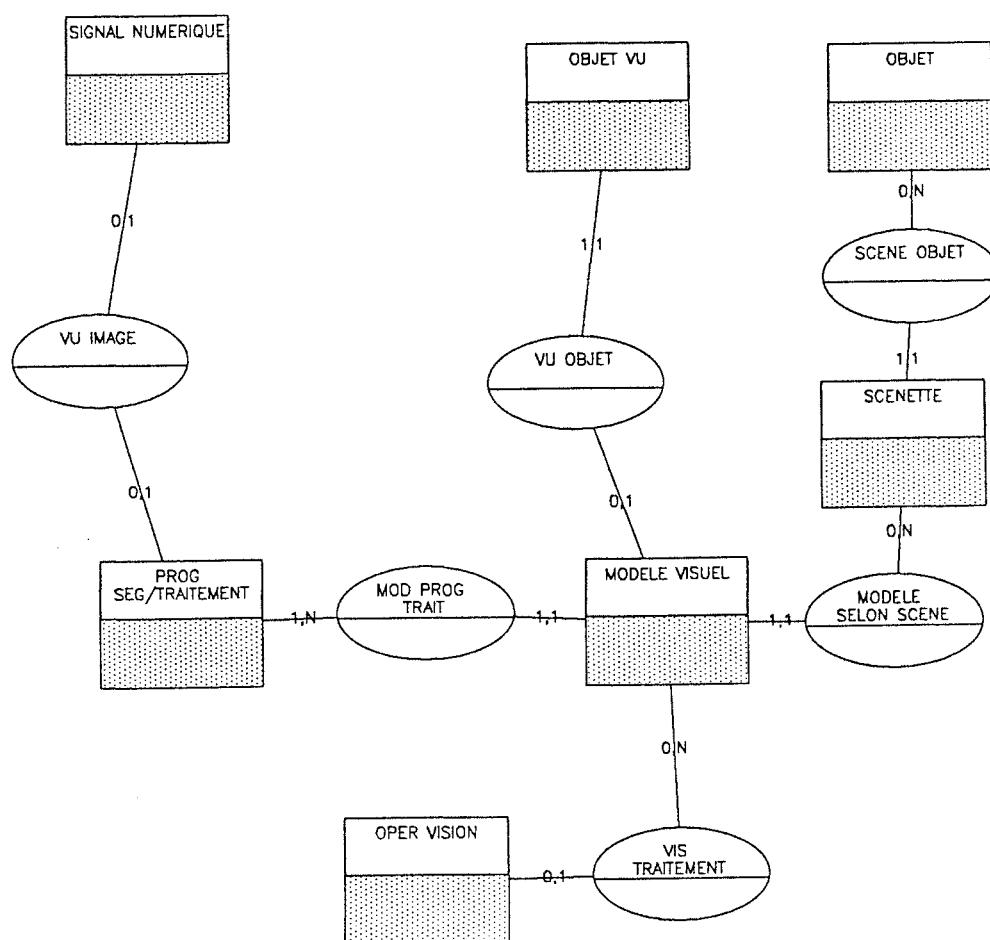 SIGNAL NUMERIQUE
OBJET VU
OBJET
0,1
1,1
0,N
SCENE OBJET
VU IMAGE
VU OBJET
1,1
SCENETTE
0,1
0,1
0,N
PROG
SEG/TRAITEMENT
MOD PROG
TRAIT
MODELE VISUEL
MODELE
SELON SCENE
1,N
1,1
1,1
0,N
OPER VISION
VIS
TRAITEMENT
0,1